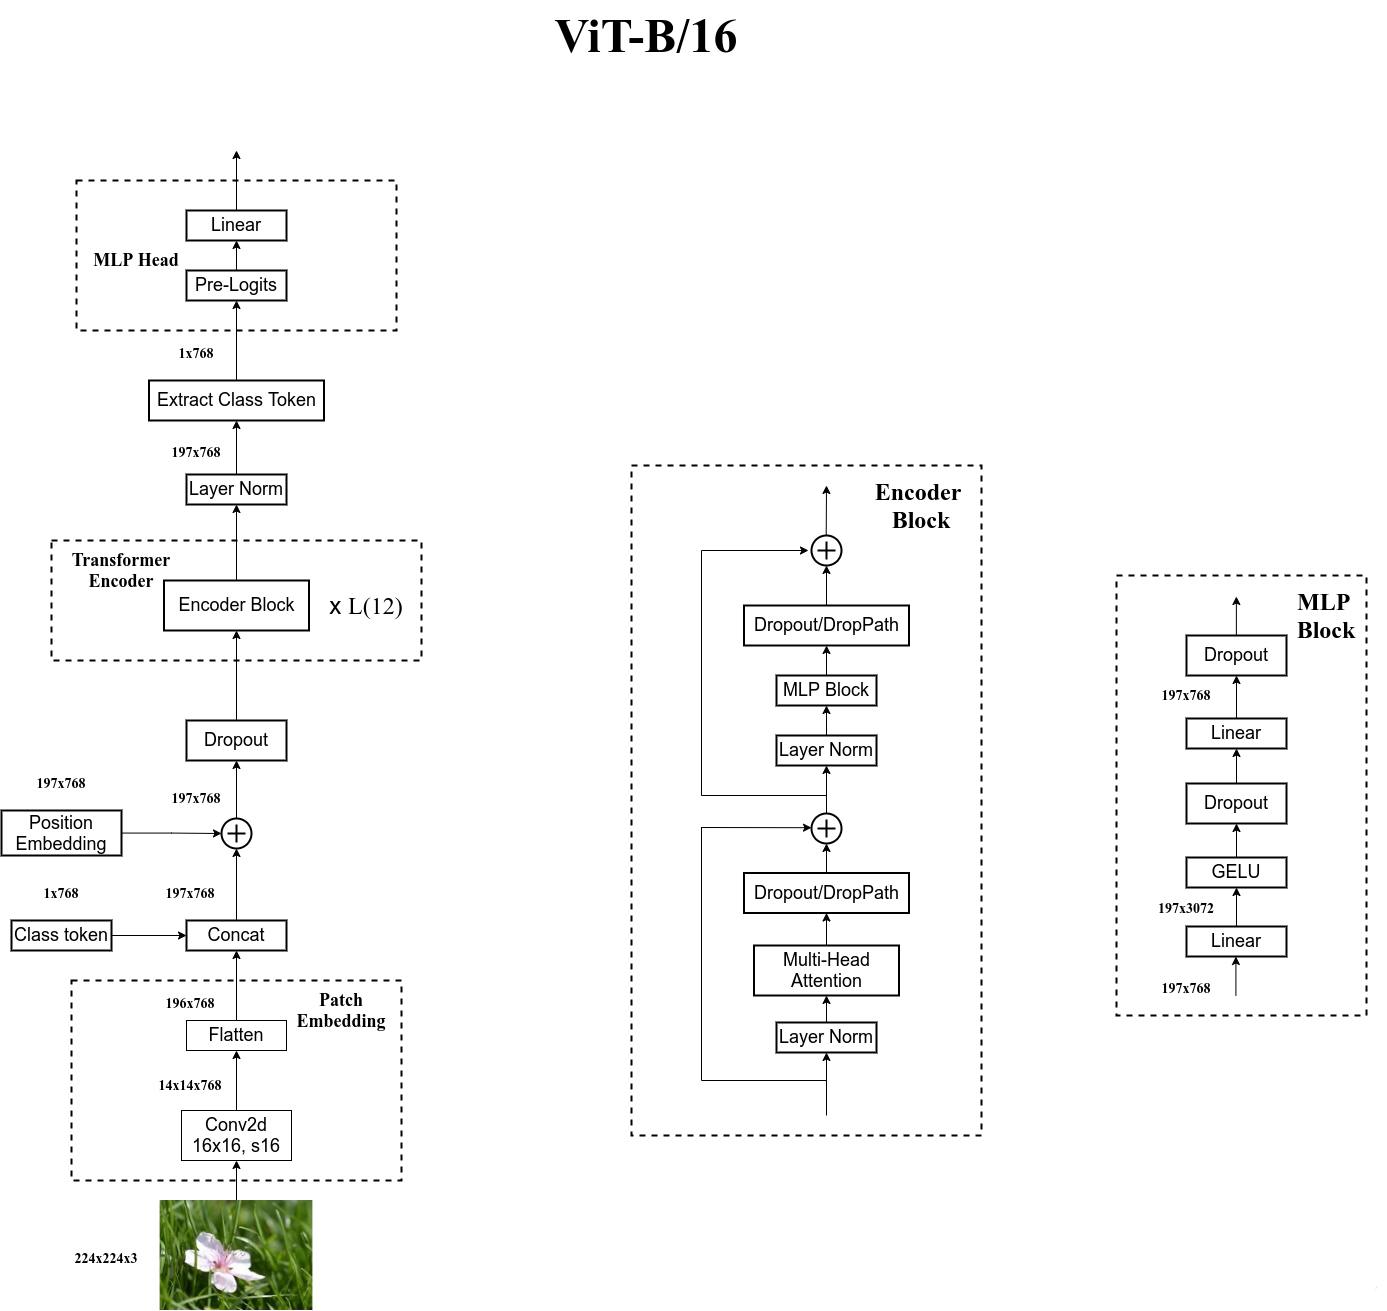 ViT-B/16
Linear
MLP Head
Pre-Logits
1x768
Extract Class Token
197x768
Layer Norm
Transformer
Encoder
Encoder Block
x L(12)
Dropout
197x768
197x768
Position
Embedding
1x768
197x768
Class token
Concat
196x768
Patch
Embedding
Flatten
14x14x768
Conv2d
16x16, s16
224x224x3
Encoder
Block
Dropout/DropPath
MLP Block
Layer Norm
Dropout/DropPath
Multi-Head
Attention
Layer Norm
MLP
Block
Dropout
197x768
Linear
Dropout
GELU
197x3072
Linear
197x768